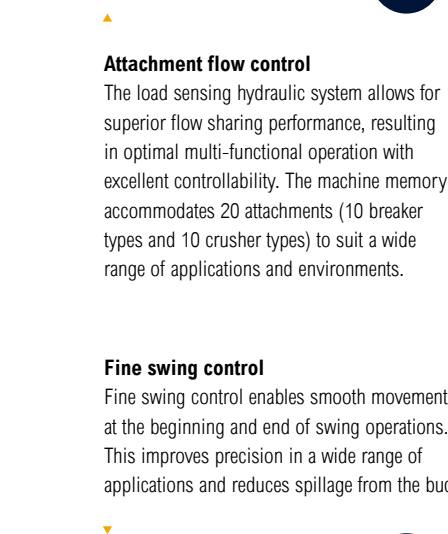 Attachment flow control
The load sensing hydraulic system allows for
superior flow sharing performance, resulting
in optimal multi-functional operation with
excellent controllability. The machine memory
accommodates 20 attachments (10 breaker
types and 10 crusher types) to suit a wide
range of applications and environments.
Fine swing control
Fine swing control enables smooth movement
at the beginning and end of swing operations.
This improves precision in a wide range of
applications and reduces spillage from the